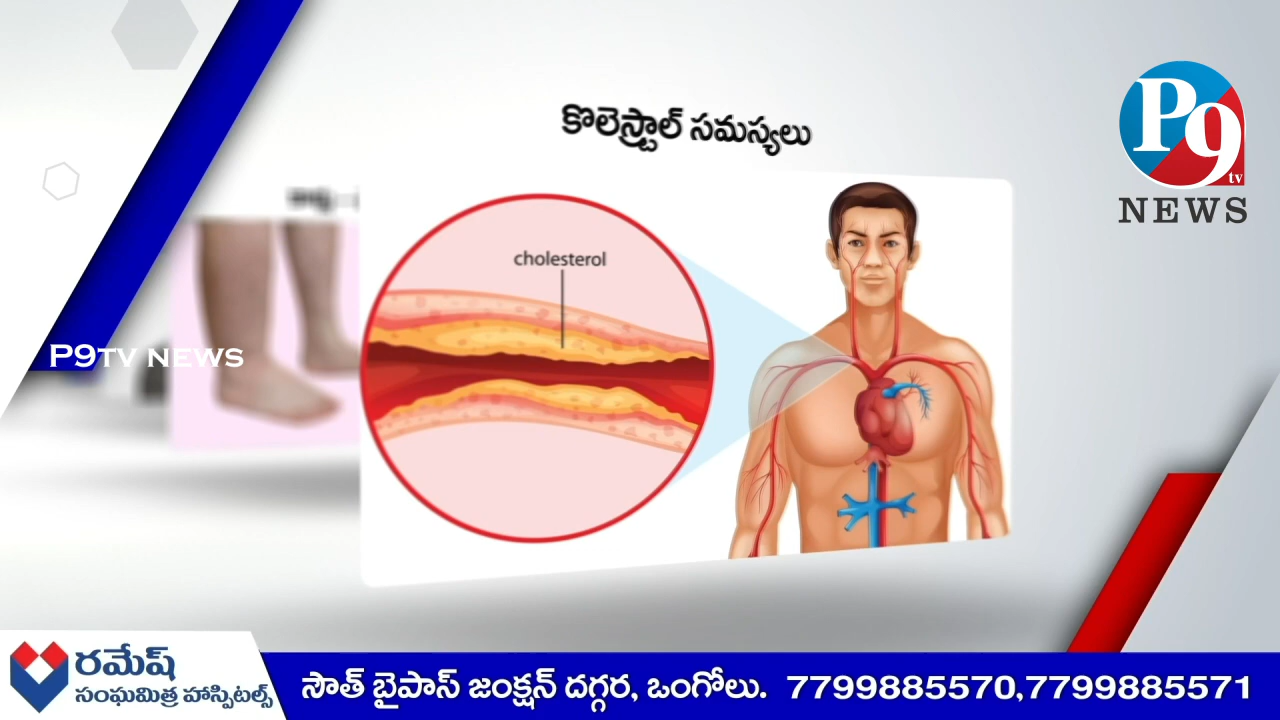 కొలెస్ట్రాల్ సమస్యలు
P9
tv
NEWS
cholesterol
P9TV NEWS
రమేష్
సంఘమిత్ర హాస్పిటల్స్
సౌత్ బైపాస్ జంక్షన్ దగ్గర, ఒంగోలు. 7799885570,7799885571